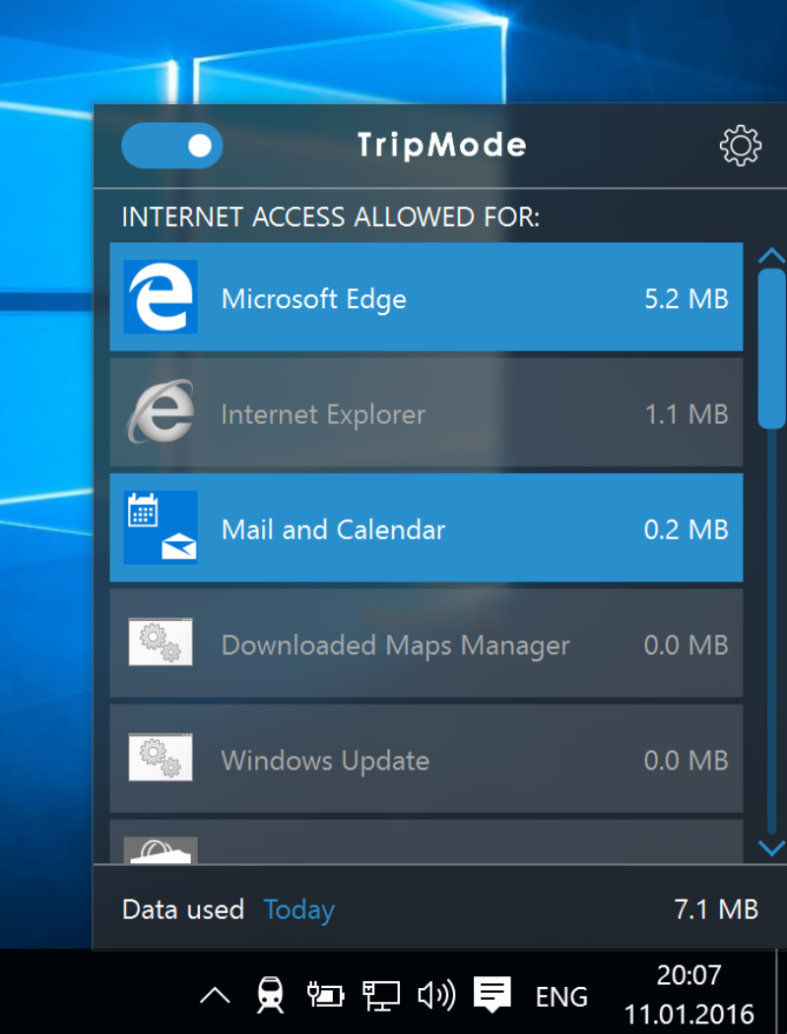 TripMode
INTERNET ACCESS ALLOWED FOR:
Microsoft Edge 5.2 MB
Internet Explorer 1.1 MB
Mail and Calendar 0.2 MB
Downloaded Maps Manager 0.0 MB
Windows Update 0.0 MB
Data used Today 7.1 MB
ENG
20:07
11.01.2016